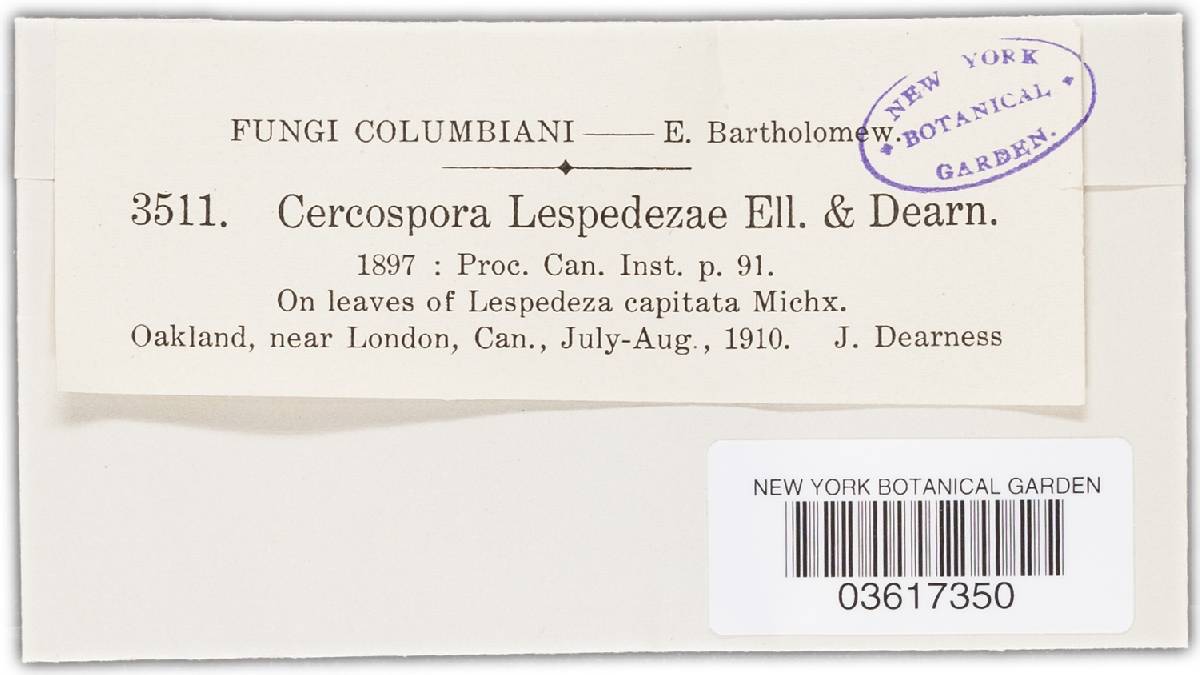 FUNGI COLUMBIANI — E. Bartholomew.
NEW YORK
BOTANICAL
GARDEN.
3511. Cercospora Lespedezae Ell. & Dearn.
1897 : Proc. Can. Inst. p. 91.
On leaves of Lespedeza capitata Michx.
Oakland, near London, Can., July-Aug., 1910. J. Dearness
NEW YORK BOTANICAL GARDEN
03617350